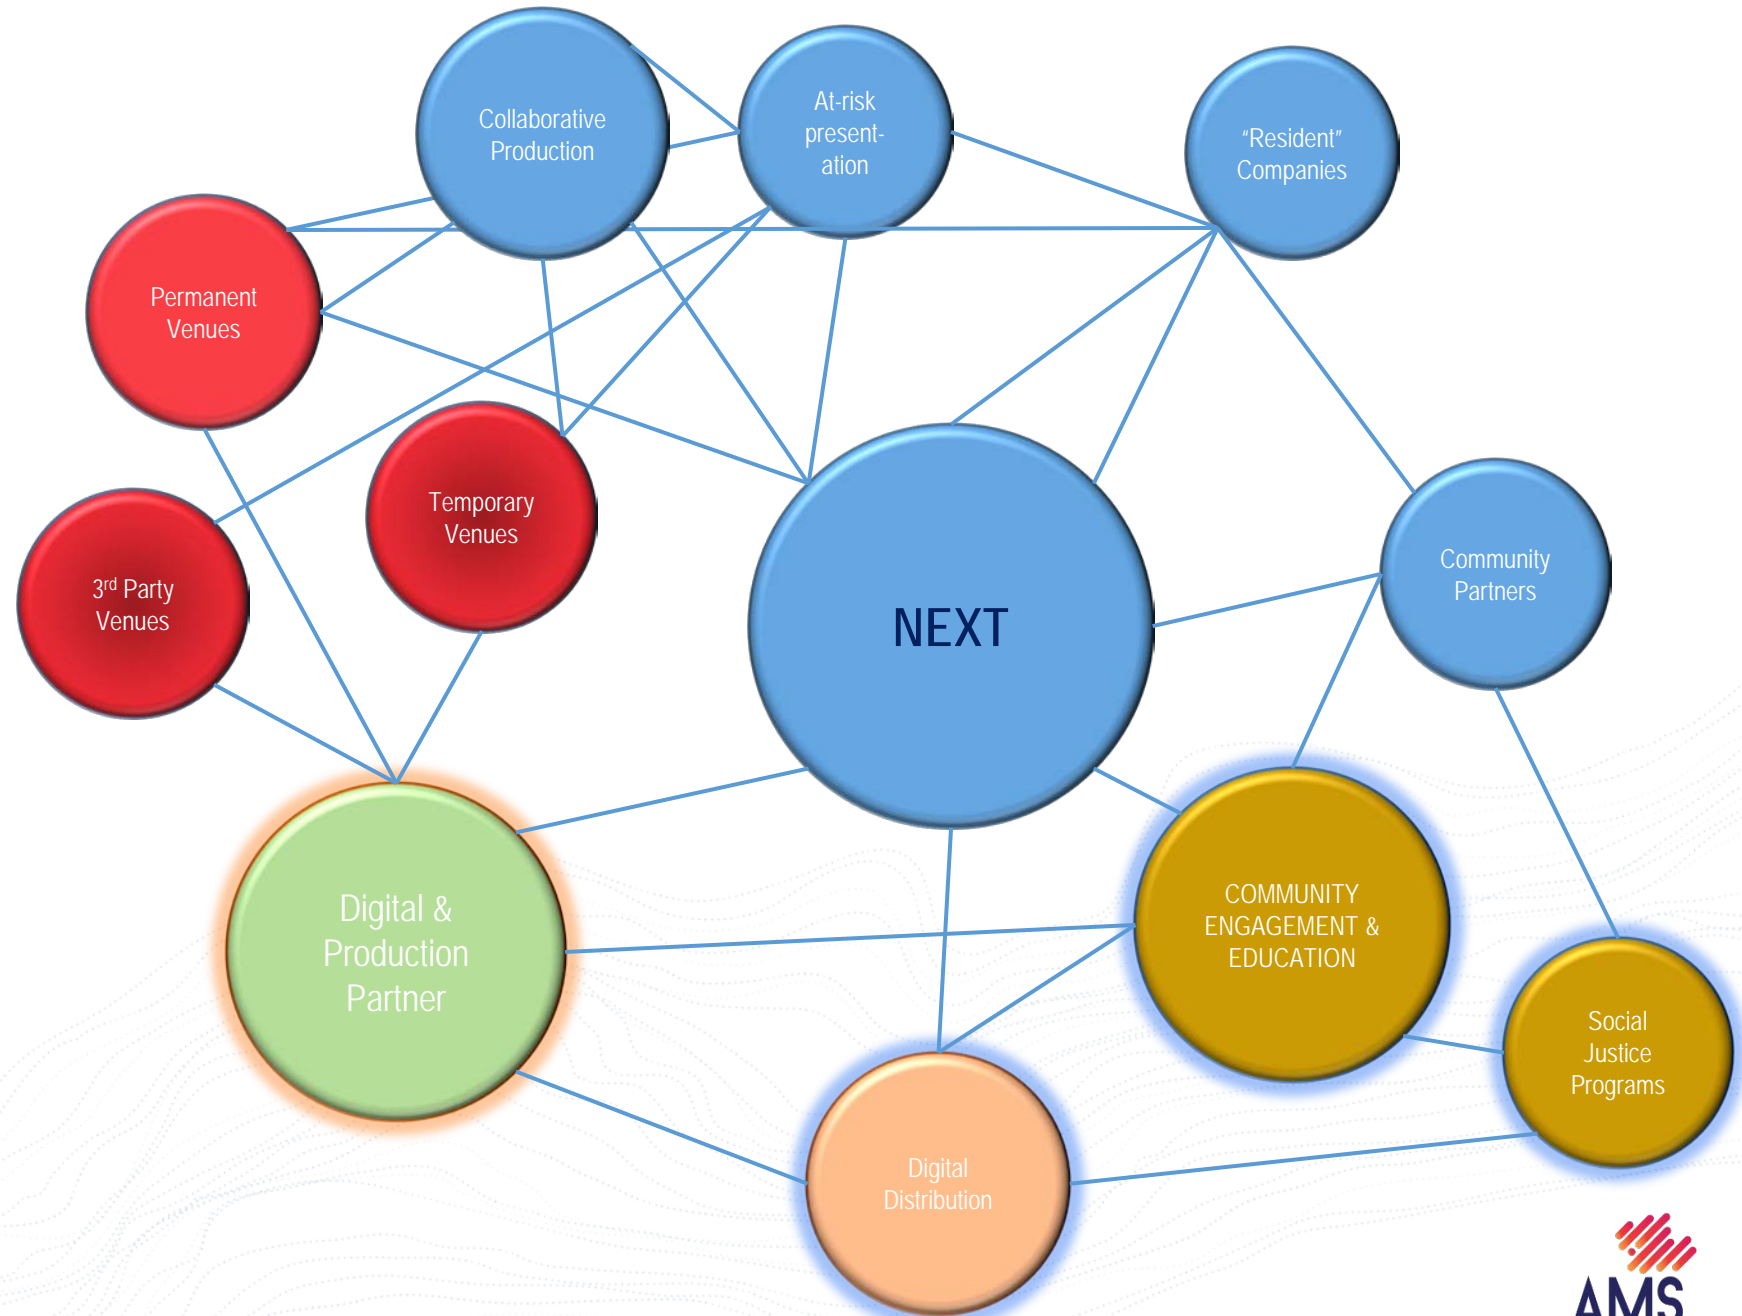 Collaborative
Production
At-risk
present-
ation
“Resident”
Companies
Permanent
Venues
Temporary
Venues
3rd Party
Venues
NEXT
Community
Partners
Digital &
Production
Partner
COMMUNITY
ENGAGEMENT &
EDUCATION
Social
Justice
Programs
Digital
Distribution
AMS